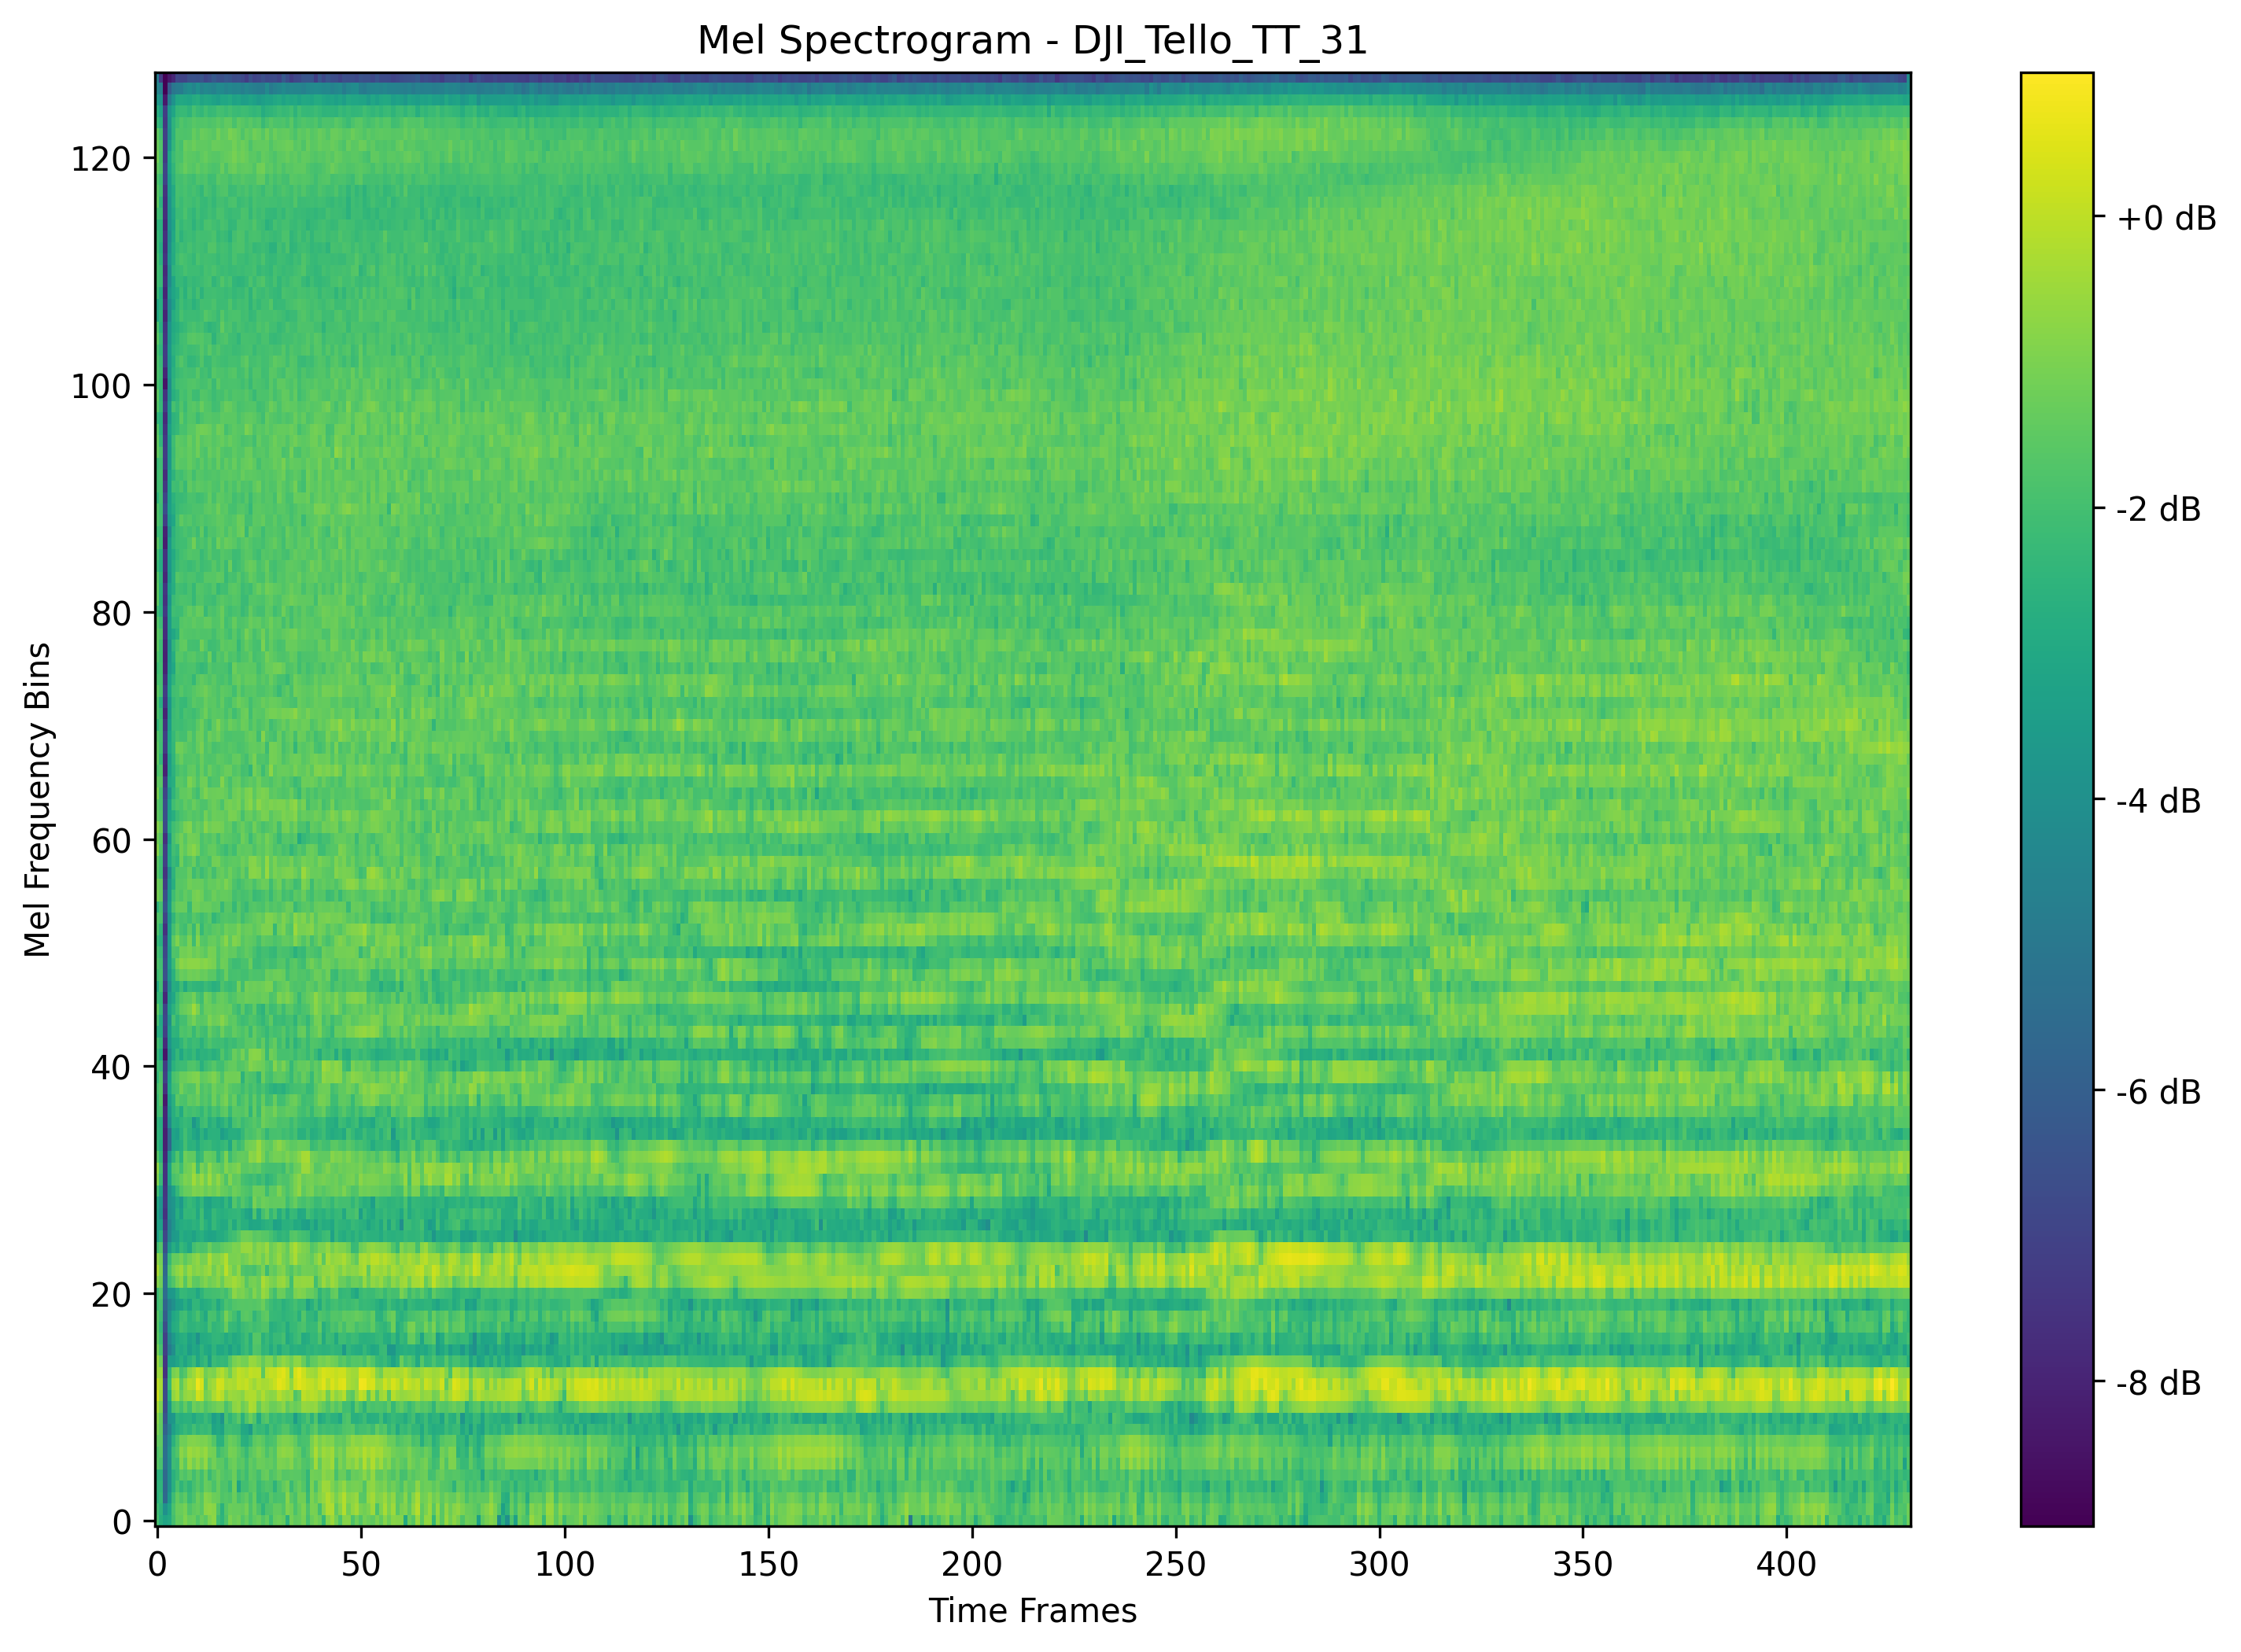 Mel Spectrogram - DJI_Tello_TT_31
Mel Frequency Bins
120
100
80
60
40
20
0
0 50 100 150 200 250 300 350 400
Time Frames
+0 dB
-2 dB
-4 dB
-6 dB
-8 dB